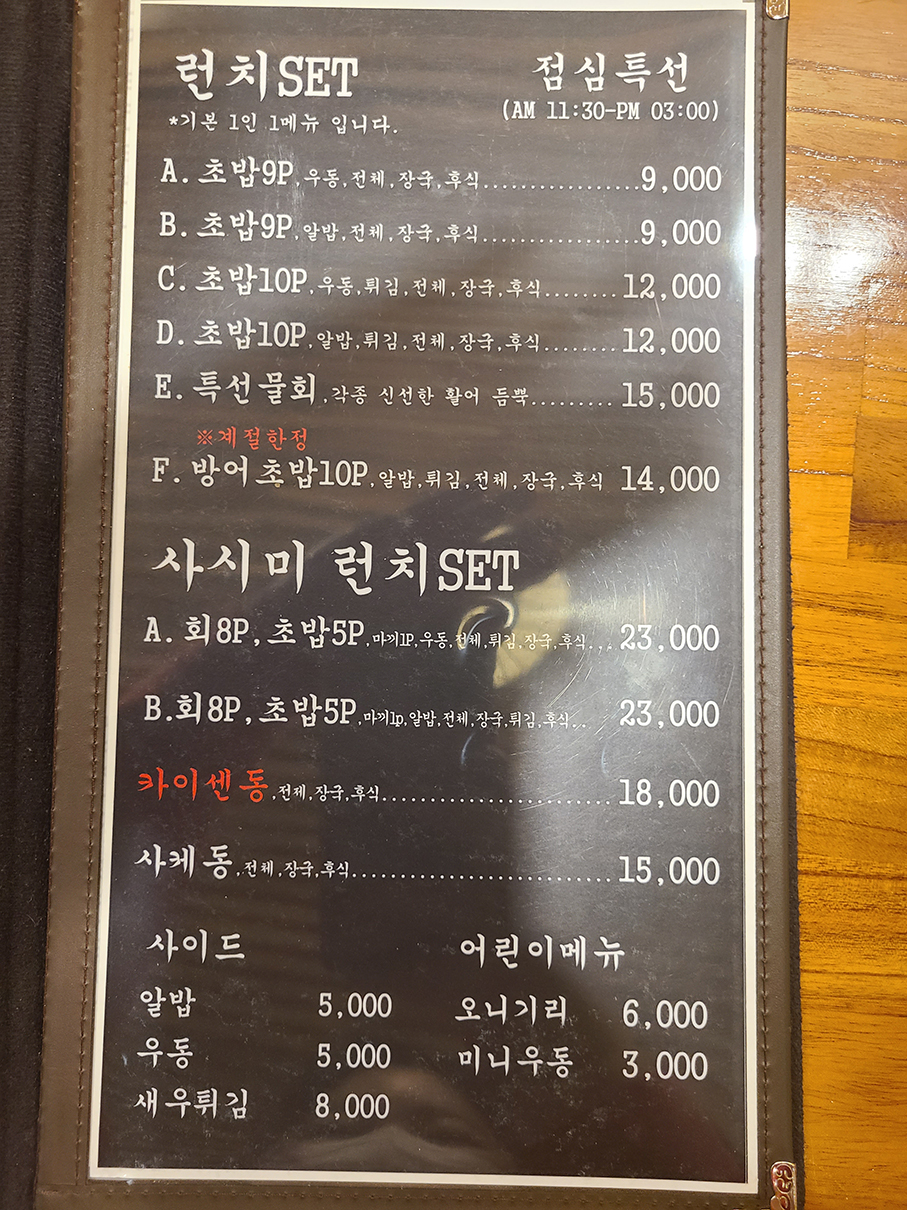 런치SET
점심특선
*기본 1인 1메뉴 입니다.
(AM 11:30-PM 03:00)
A. 초밥9P,우동,전체,장국,후식..................9,000
B. 초밥9P,알밥,전체,장국,후식..................9,000
C. 초밥10P,우동,튀김,전체,장국,후식........12,000
D. 초밥10P,알밥,튀김,전체,장국,후식........12,000
E. 특선물회,각종 신선한 활어 듬뿍.........15,000
※계절한정
F. 방어초밥10P,알밥,튀김,전체,장국,후식 14,000
사시미 런치SET
A. 회8P,초밥5P,마끼1P,우동,전체,튀김,장국,후식...23,000
B.회8P,초밥5P,마끼1p,알밥,전체,장국,튀김,후식.. 23,000
카이센동,전제,장국,후식.......................18,000
사케동,전체,장국,후식..........................15,000
사이드
알밥 5,000
우동 5,000
새우튀김 8,000
어린이메뉴
오니기리 6,000
미니우동 3,000